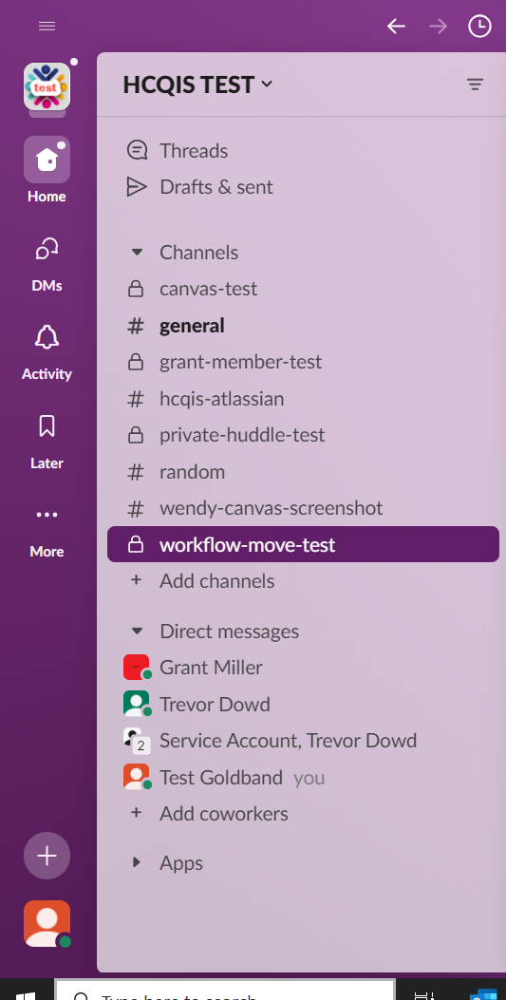 test
HCQIS TEST
Home
DMs
Activity
Later
More
Threads
Drafts & sent
Channels
canvas-test
# general
grant-member-test
# hcqis-atlassian
private-huddle-test
# random
# wendy-canvas-screenshot
workflow-move-test
+ Add channels
Direct messages
Grant Miller
Trevor Dowd
2 Service Account, Trevor Dowd
Test Goldband you
+ Add coworkers
Apps
Type here to search